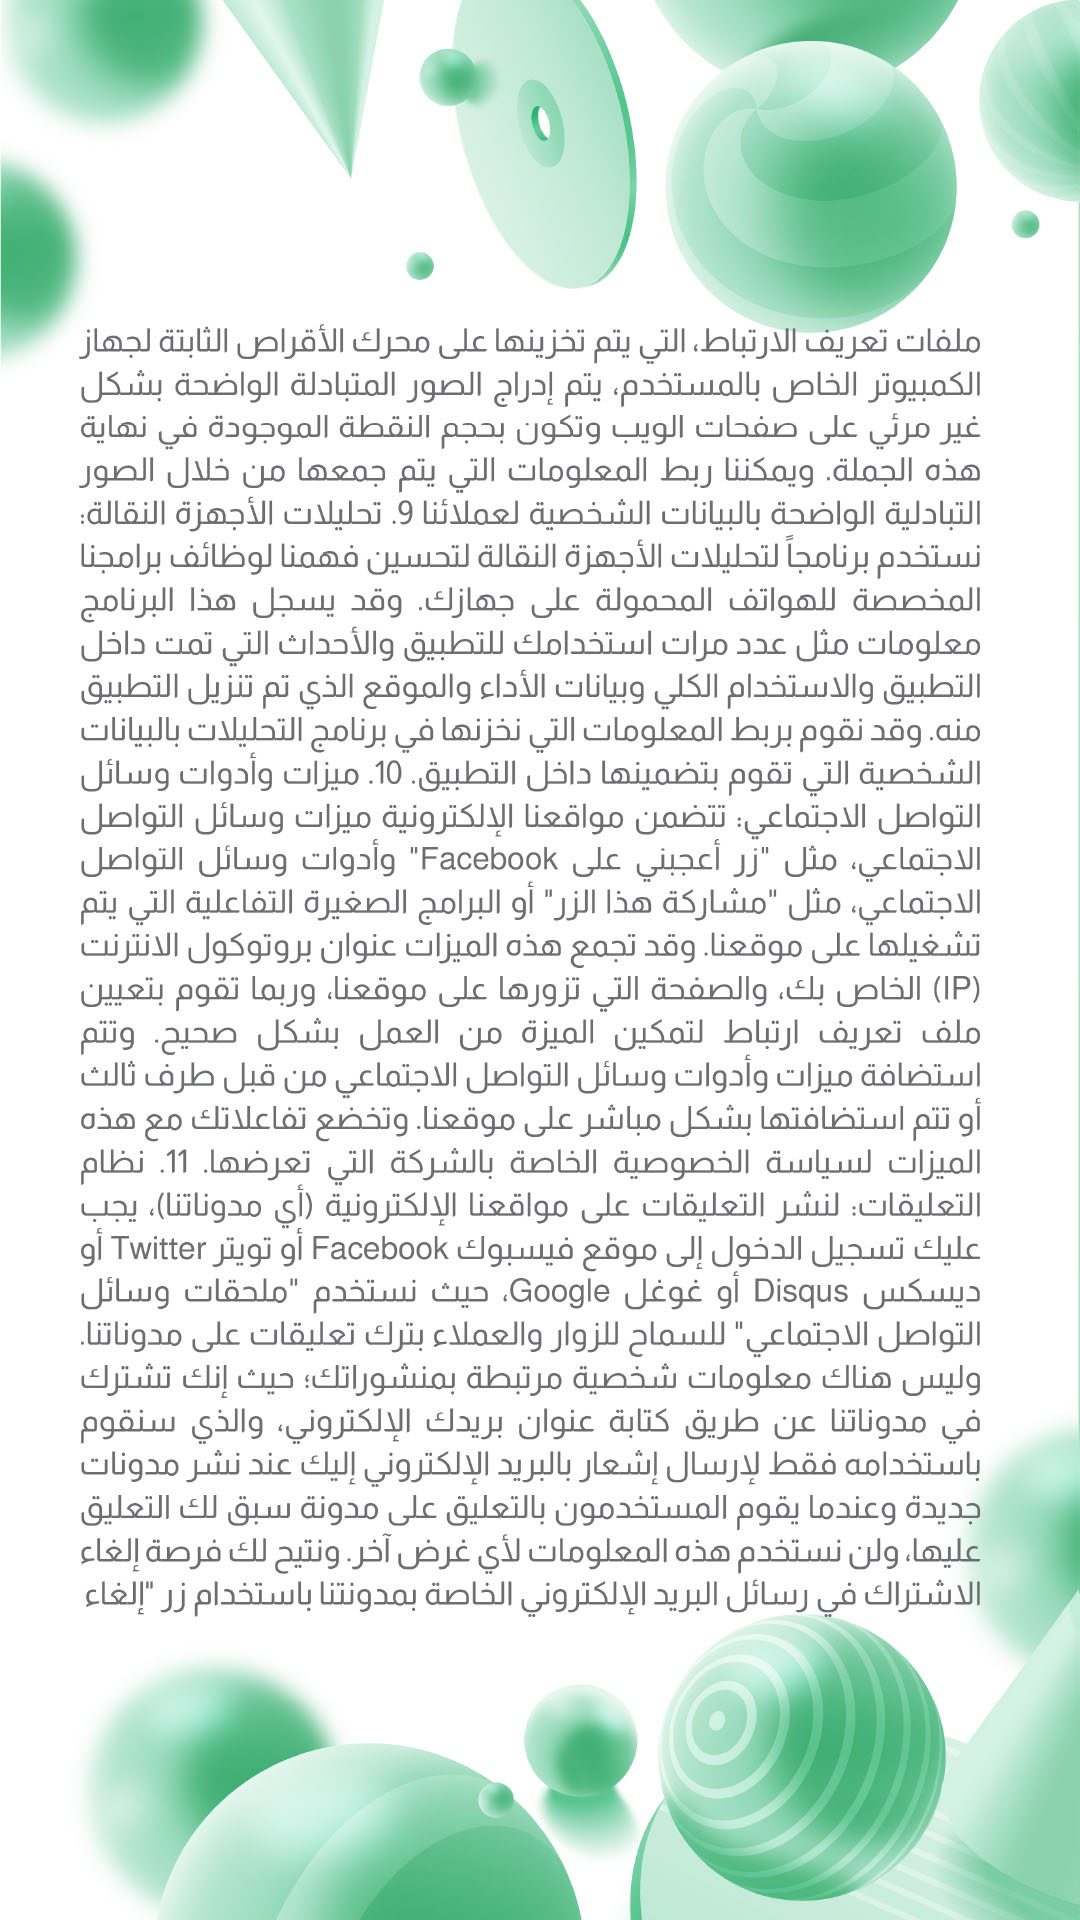 ملفات تعريف الارتباط، التي يتم تخزينها على محرك الأقراص الثابتة لجهاز
الكمبيوتر الخاص بالمستخدم، يتم إدراج الصور المتبادلة الواضحة بشكل
غير مرئي على صفحات الويب وتكون بحجم النقطة الموجودة في نهاية
هذه الجملة. ويمكننا ربط المعلومات التي يتم جمعها من خلال الصور
التبادلية الواضحة بالبيانات الشخصية لعملائنا 9. تحليلات الأجهزة النقالة:
نستخدم برنامجاً لتحليلات الأجهزة النقالة لتحسين فهمنا لوظائف برامجنا
المخصصة للهواتف المحمولة على جهازك. وقد يسجل هذا البرنامج
معلومات مثل عدد مرات استخدامك للتطبيق والأحداث التي تمت داخل
التطبيق والاستخدام الكلي وبيانات الأداء والموقع الذي تم تنزيل التطبيق
منه. وقد نقوم بربط المعلومات التي نخزنها في برنامج التحليلات بالبيانات
الشخصية التي تقوم بتضمينها داخل التطبيق. 10. ميزات وأدوات وسائل
التواصل الاجتماعي: تتضمن مواقعنا الإلكترونية ميزات وسائل التواصل
الاجتماعي، مثل "زر أعجبني على Facebook" وأدوات وسائل التواصل
الاجتماعي، مثل "مشاركة هذا الزر" أو البرامج الصغيرة التفاعلية التي يتم
تشغيلها على موقعنا. وقد تجمع هذه الميزات عنوان بروتوكول الانترنت
(IP) الخاص بك، والصفحة التي تزورها على موقعنا، وربما تقوم بتعيين
ملف تعريف ارتباط لتمكين الميزة من العمل بشكل صحيح. وتتم
استضافة ميزات وأدوات وسائل التواصل الاجتماعي من قبل طرف ثالث
أو تتم استضافتها بشكل مباشر على موقعنا. وتخضع تفاعلاتك مع هذه
الميزات لسياسة الخصوصية الخاصة بالشركة التي تعرضها. 11. نظام
التعليقات: لنشر التعليقات على مواقعنا الإلكترونية (أي مدوناتنا)، يجب
عليك تسجيل الدخول إلى موقع فيسبوك Facebook أو تويتر Twitter أو
ديسكس Disqus أو غوغل Google، حيث نستخدم "ملحقات وسائل
التواصل الاجتماعي" للسماح للزوار والعملاء بترك تعليقات على مدوناتنا.
وليس هناك معلومات شخصية مرتبطة بمنشوراتك؛ حيث إنك تشترك
في مدوناتنا عن طريق كتابة عنوان بريدك الإلكتروني، والذي سنقوم
باستخدامه فقط لإرسال إشعار بالبريد الإلكتروني إليك عند نشر مدونات
جديدة وعندما يقوم المستخدمون بالتعليق على مدونة سبق لك التعليق
عليها، ولن نستخدم هذه المعلومات لأي غرض آخر. ونتيح لك فرصة إلغاء
الاشتراك في رسائل البريد الإلكتروني الخاصة بمدونتنا باستخدام زر "إلغاء